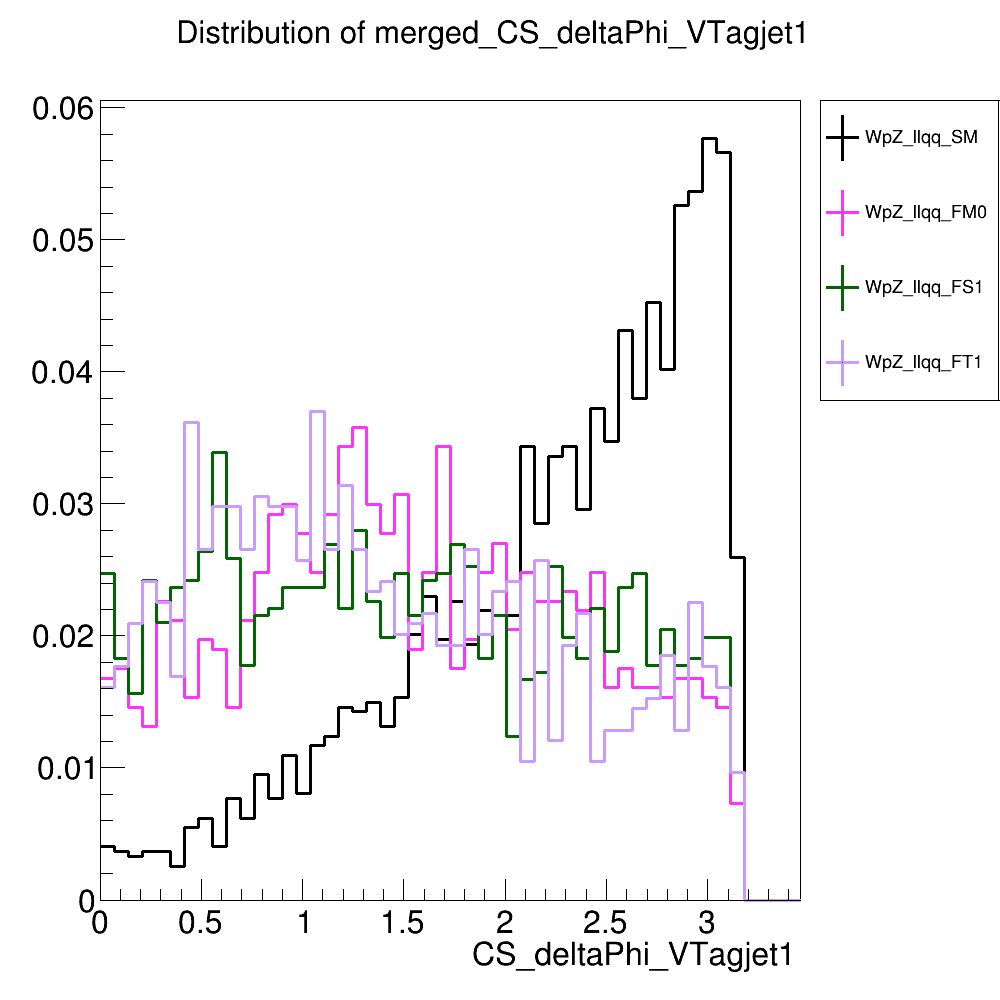 Distribution of merged_CS_deltaPhi_VTagjet1
0.06
0.05
0.04
0.03
0.02
0.01
0
0 0.5 1 1.5 2 2.5 3
CS_deltaPhi_VTagjet1
WpZ_llqq_SM
WpZ_llqq_FM0
WpZ_llqq_FS1
WpZ_llqq_FT1